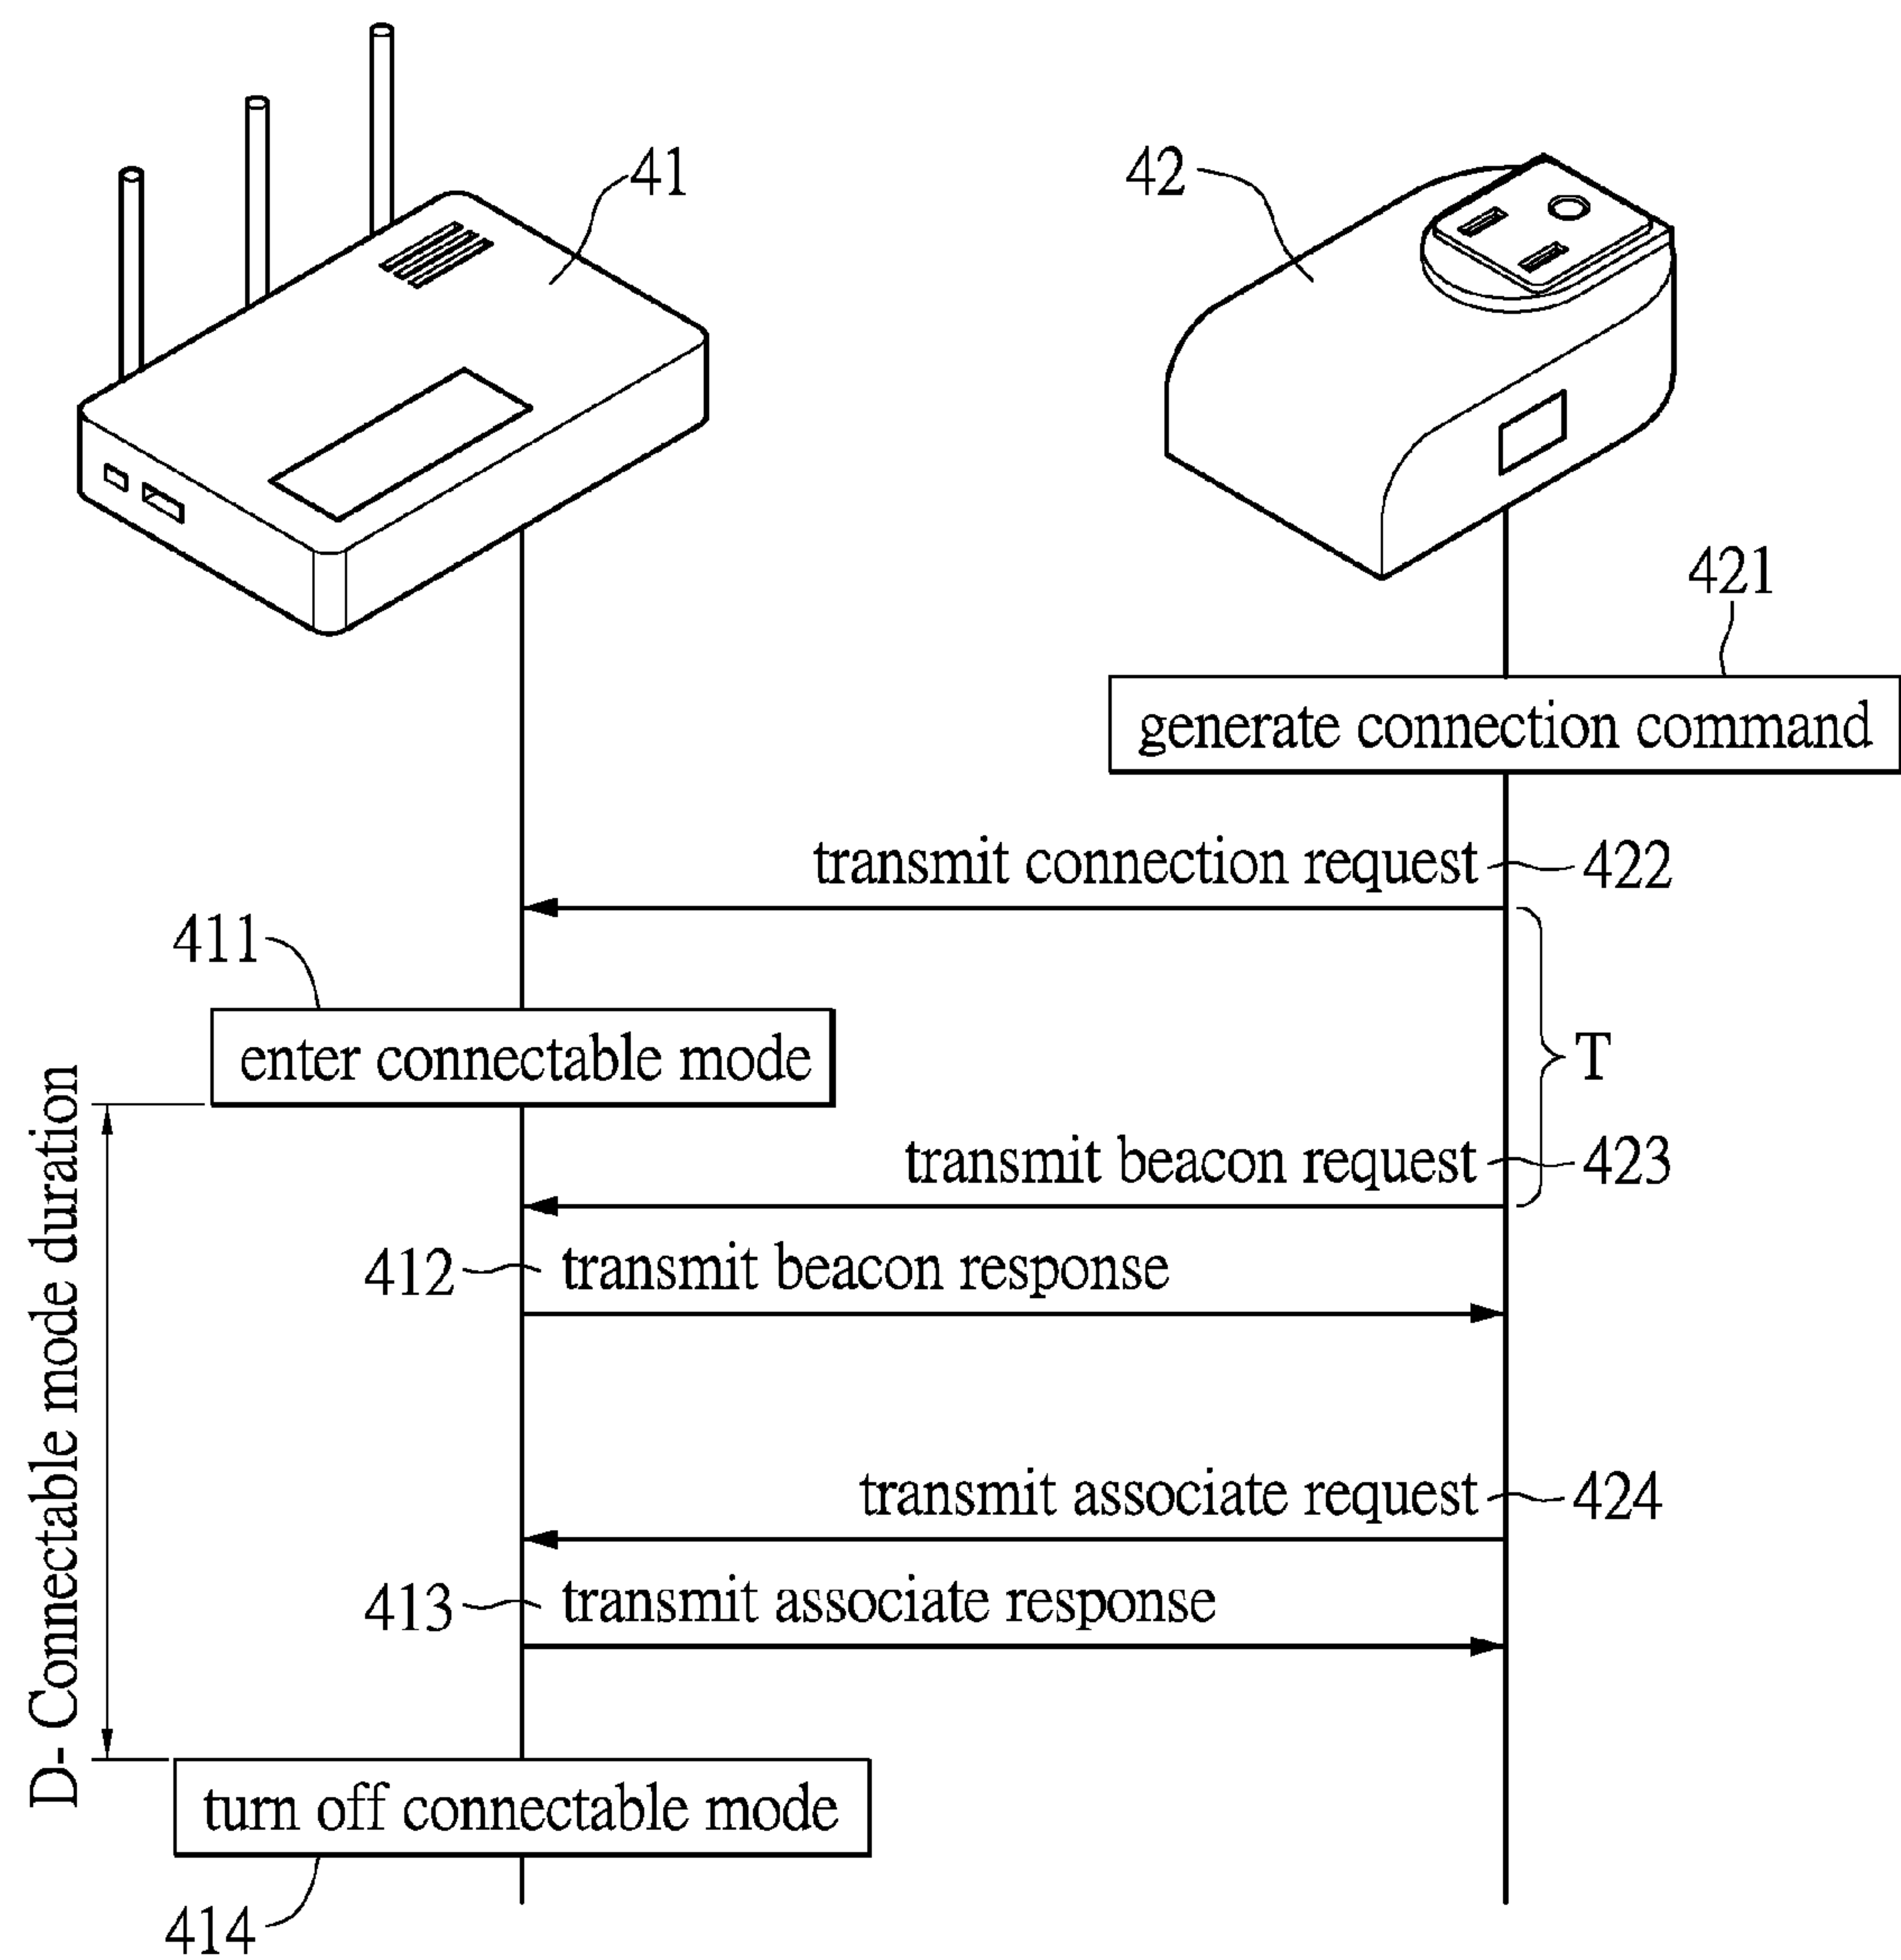 41
42
421
generate connection command
transmit connection request 422
411
enter connectable mode
T
transmit beacon request 423
412 transmit beacon response
D- Connectable mode duration
transmit associate request 424
413 transmit associate response
turn off connectable mode
414